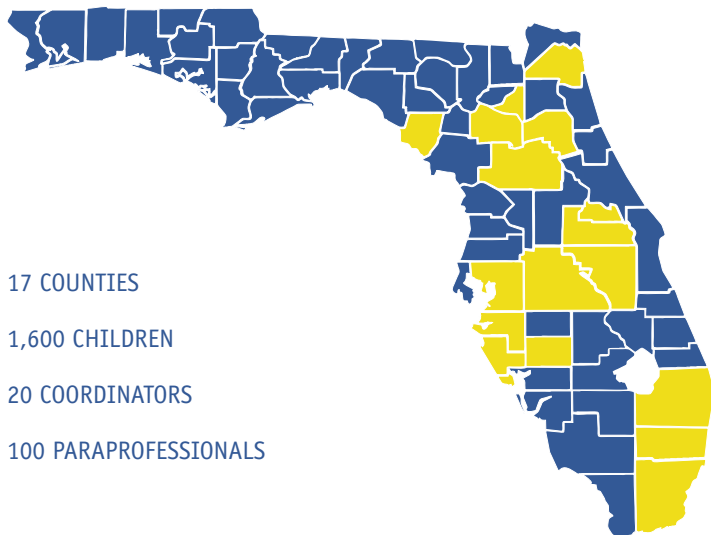 17 COUNTIES
1,600 CHILDREN
20 COORDINATORS
100 PARAPROFESSIONALS